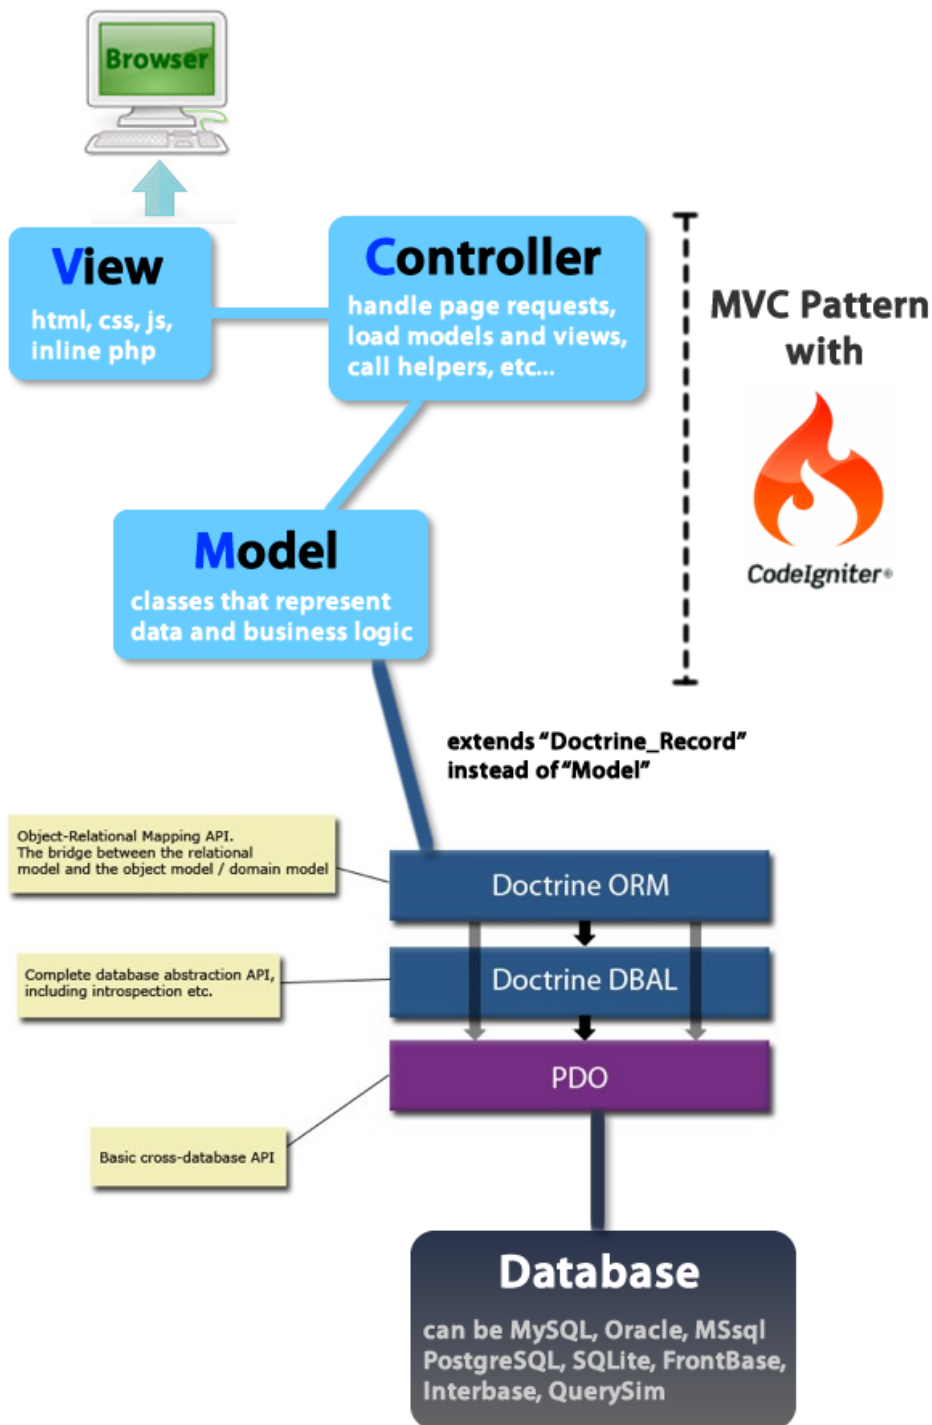 Browser
View
html, css, js,
inline php
Controller
handle page requests,
load models and views,
call helpers, etc...
MVC Pattern
with
CodeIgniter®
Model
classes that represent
data and business logic
extends “Doctrine_Record”
instead of “Model”
Object-Relational Mapping API.
The bridge between the relational
model and the object model / domain model
Doctrine ORM
Complete database abstraction API,
including introspection etc.
Doctrine DBAL
PDO
Basic cross-database API
Database
can be MySQL, Oracle, MSsql
PostgreSQL, SQLite, FrontBase,
Interbase, QuerySim